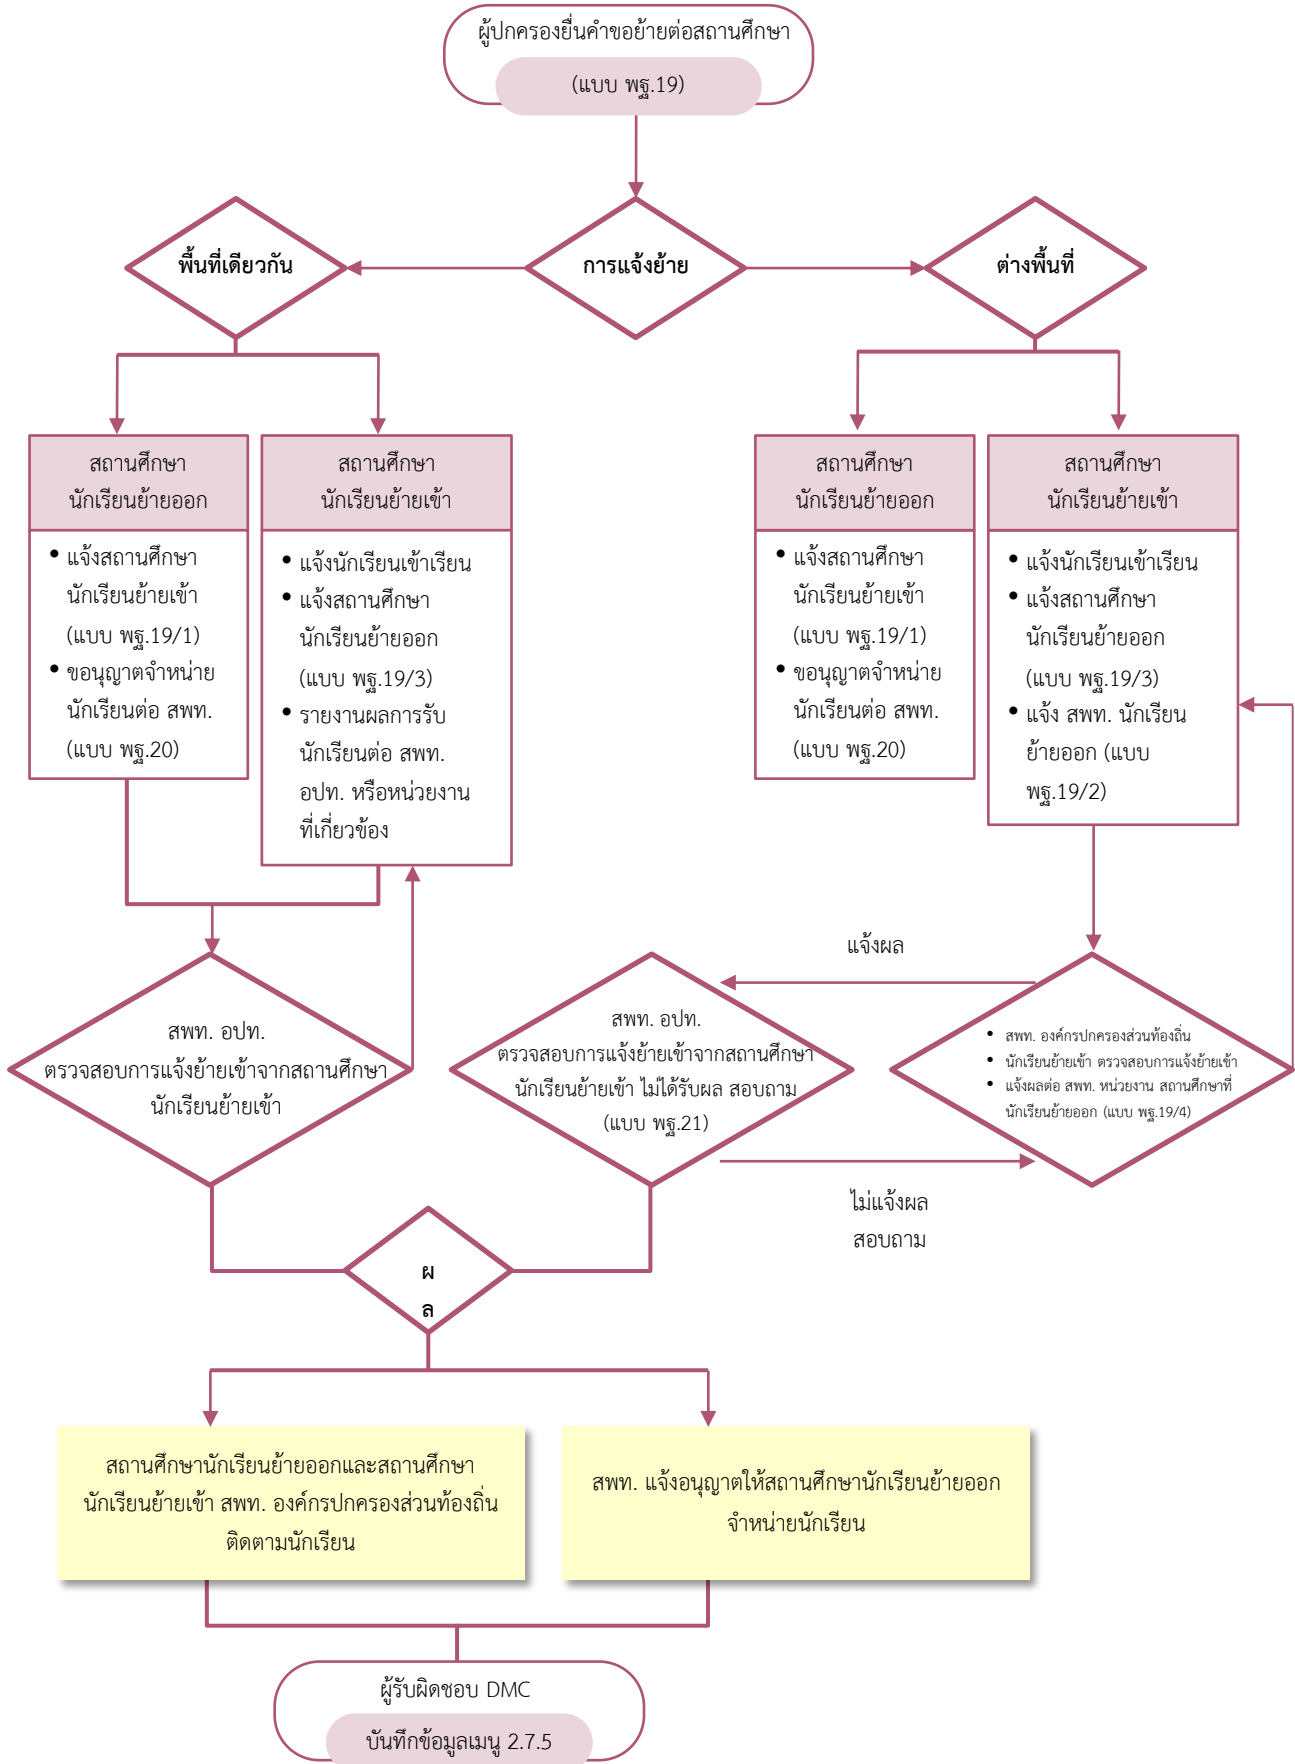 ผู้ปกครองยื่นคำขอย้ายต่อสถานศึกษา
(แบบ พฐ.19)
พื้นที่เดียวกัน
การแจ้งย้าย
ต่างพื้นที่
สถานศึกษา
นักเรียนย้ายออก
• แจ้งสถานศึกษา
นักเรียนย้ายเข้า
(แบบ พฐ.19/1)
• ขอนุญาตจำหน่าย
นักเรียนต่อ สพท.
(แบบ พฐ.20)
สถานศึกษา
นักเรียนย้ายเข้า
• แจ้งนักเรียนเข้าเรียน
• แจ้งสถานศึกษา
นักเรียนย้ายออก
(แบบ พฐ.19/3)
• รายงานผลการรับ
นักเรียนต่อ สพท.
อปท. หรือหน่วยงาน
ที่เกี่ยวข้อง
สถานศึกษา
นักเรียนย้ายออก
• แจ้งสถานศึกษา
นักเรียนย้ายเข้า
(แบบ พฐ.19/1)
• ขอนุญาตจำหน่าย
นักเรียนต่อ สพท.
(แบบ พฐ.20)
สถานศึกษา
นักเรียนย้ายเข้า
• แจ้งนักเรียนเข้าเรียน
• แจ้งสถานศึกษา
นักเรียนย้ายออก
(แบบ พฐ.19/3)
• แจ้ง สพท. นักเรียน
ย้ายออก (แบบ
พฐ.19/2)
สพท. อปท.
ตรวจสอบการแจ้งย้ายเข้าจากสถานศึกษา
นักเรียนย้ายเข้า
แจ้งผล
สพท. อปท.
ตรวจสอบการแจ้งย้ายเข้าจากสถานศึกษา
นักเรียนย้ายเข้า ไม่ได้รับผล สอบถาม
(แบบ พฐ.21)
• สพท. องค์กรปกครองส่วนท้องถิ่น
• นักเรียนย้ายเข้า ตรวจสอบการแจ้งย้ายเข้า
• แจ้งผลต่อ สพท. หน่วยงาน สถานศึกษาที่
นักเรียนย้ายออก (แบบ พฐ.19/4)
ไม่แจ้งผล
สอบถาม
ผ
ล
สถานศึกษานักเรียนย้ายออกและสถานศึกษา
นักเรียนย้ายเข้า สพท. องค์กรปกครองส่วนท้องถิ่น
ติดตามนักเรียน
สพท. แจ้งอนุญาตให้สถานศึกษานักเรียนย้ายออก
จำหน่ายนักเรียน
ผู้รับผิดชอบ DMC
บันทึกข้อมูลเมนู 2.7.5